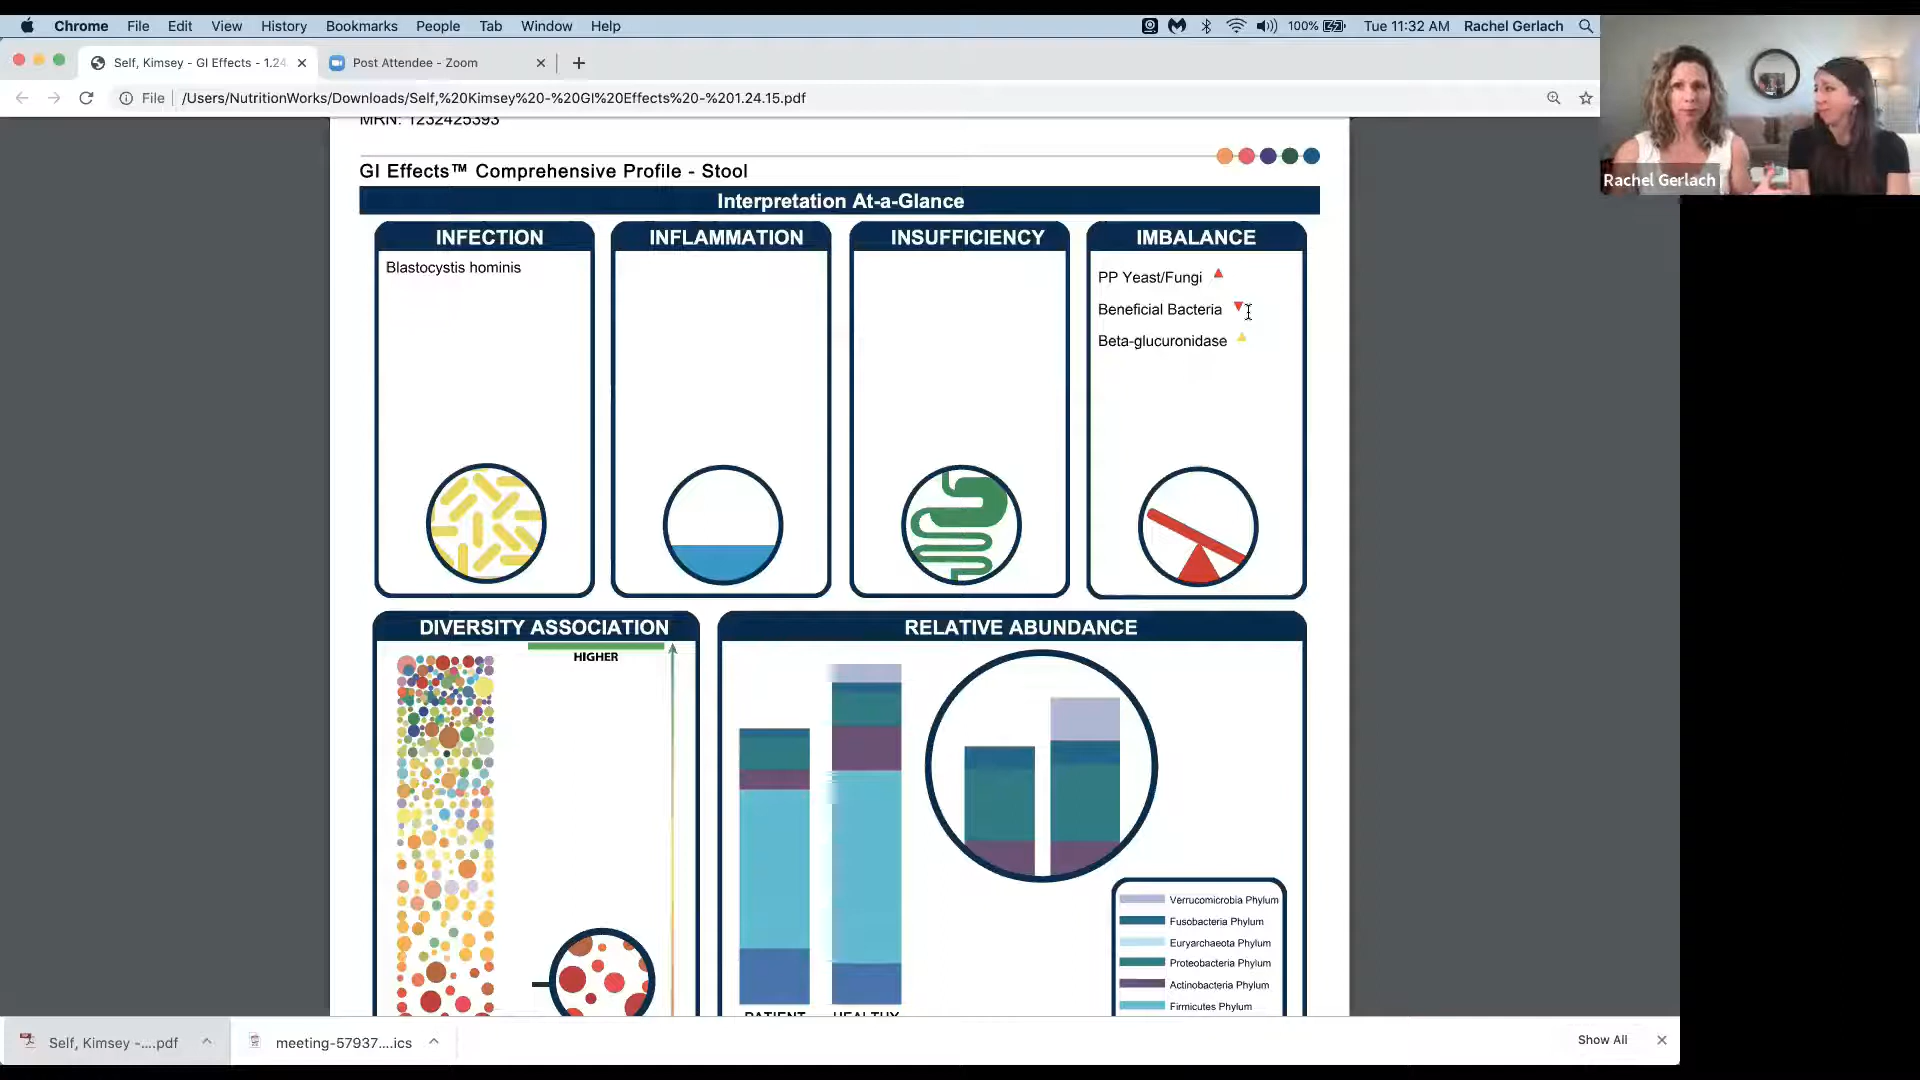 Chrome File Edit View History Bookmarks People Tab Window Help 100% Tue 11:32 AM Rachel Gerlach
Self, Kimsey - GI Effects - 1.24
Post Attendee - Zoom
File /Users/NutritionWorks/Downloads/Self,%20Kimsey%20-%20GI%20Effects%20-%201.24.15.pdf
Rachel Gerlach
MRN: 1232425393
GI Effects™ Comprehensive Profile - Stool
Interpretation At-a-Glance
INFECTION
Blastocystis hominis
INFLAMMATION
INSUFFICIENCY
IMBALANCE
PP Yeast/Fungi
Beneficial Bacteria
Beta-glucuronidase
DIVERSITY ASSOCIATION
HIGHER
RELATIVE ABUNDANCE
Verrucomicrobia Phylum
Fusobacteria Phylum
Euryarchaeota Phylum
Proteobacteria Phylum
Actinobacteria Phylum
Firmicutes Phylum
PATIENT HEALTHY
Self, Kimsey -....pdf
meeting-57937....ics
Show All